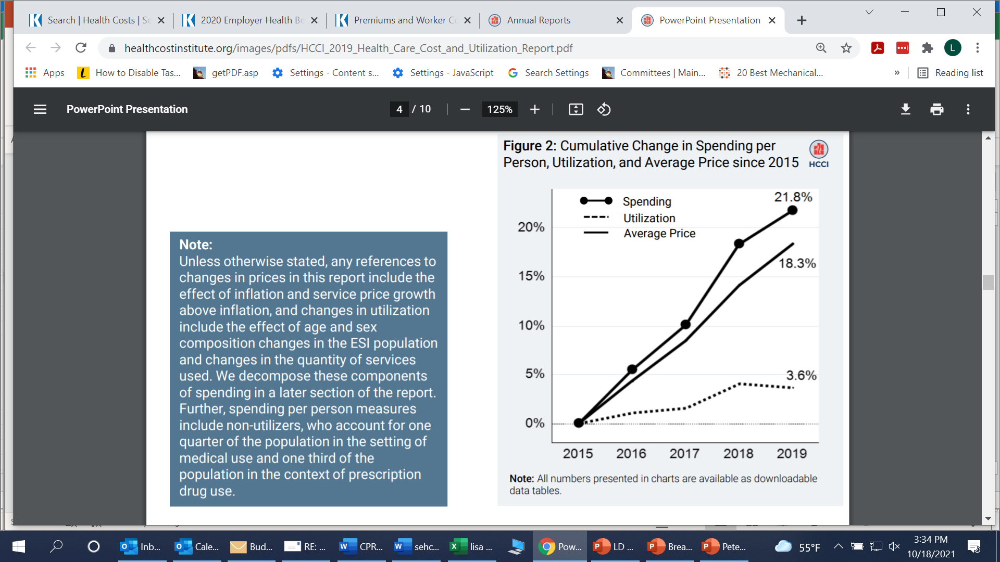 Search | Health Costs | Se
2020 Employer Health Be
Premiums and Worker Co
Annual Reports
PowerPoint Presentation
healthcostinstitute.org/images/pdfs/HCCI_2019_Health_Care_Cost_and_Utilization_Report.pdf
L
Apps
How to Disable Tas...
getPDF.asp
Settings - Content s...
Settings - JavaScript
Search Settings
Committees | Main...
20 Best Mechanical...
»
Reading list
PowerPoint Presentation
4 / 10
125%
Note:
Unless otherwise stated, any references to
changes in prices in this report include the
effect of inflation and service price growth
above inflation, and changes in utilization
include the effect of age and sex
composition changes in the ESI population
and changes in the quantity of services
used. We decompose these components
of spending in a later section of the report.
Further, spending per person measures
include non-utilizers, who account for one
quarter of the population in the setting of
medical use and one third of the
population in the context of prescription
drug use.
Figure 2: Cumulative Change in Spending per
Person, Utilization, and Average Price since 2015
HCCI
Spending
Utilization
Average Price
21.8%
18.3%
3.6%
20%
15%
10%
5%
0%
2015 2016 2017 2018 2019
Note: All numbers presented in charts are available as downloadable
data tables.
Inb...
Cale...
Bud...
RE: ...
CPR...
sehc...
lisa ...
Pow...
LD ...
Brea...
Pete...
55°F
3:34 PM
10/18/2021